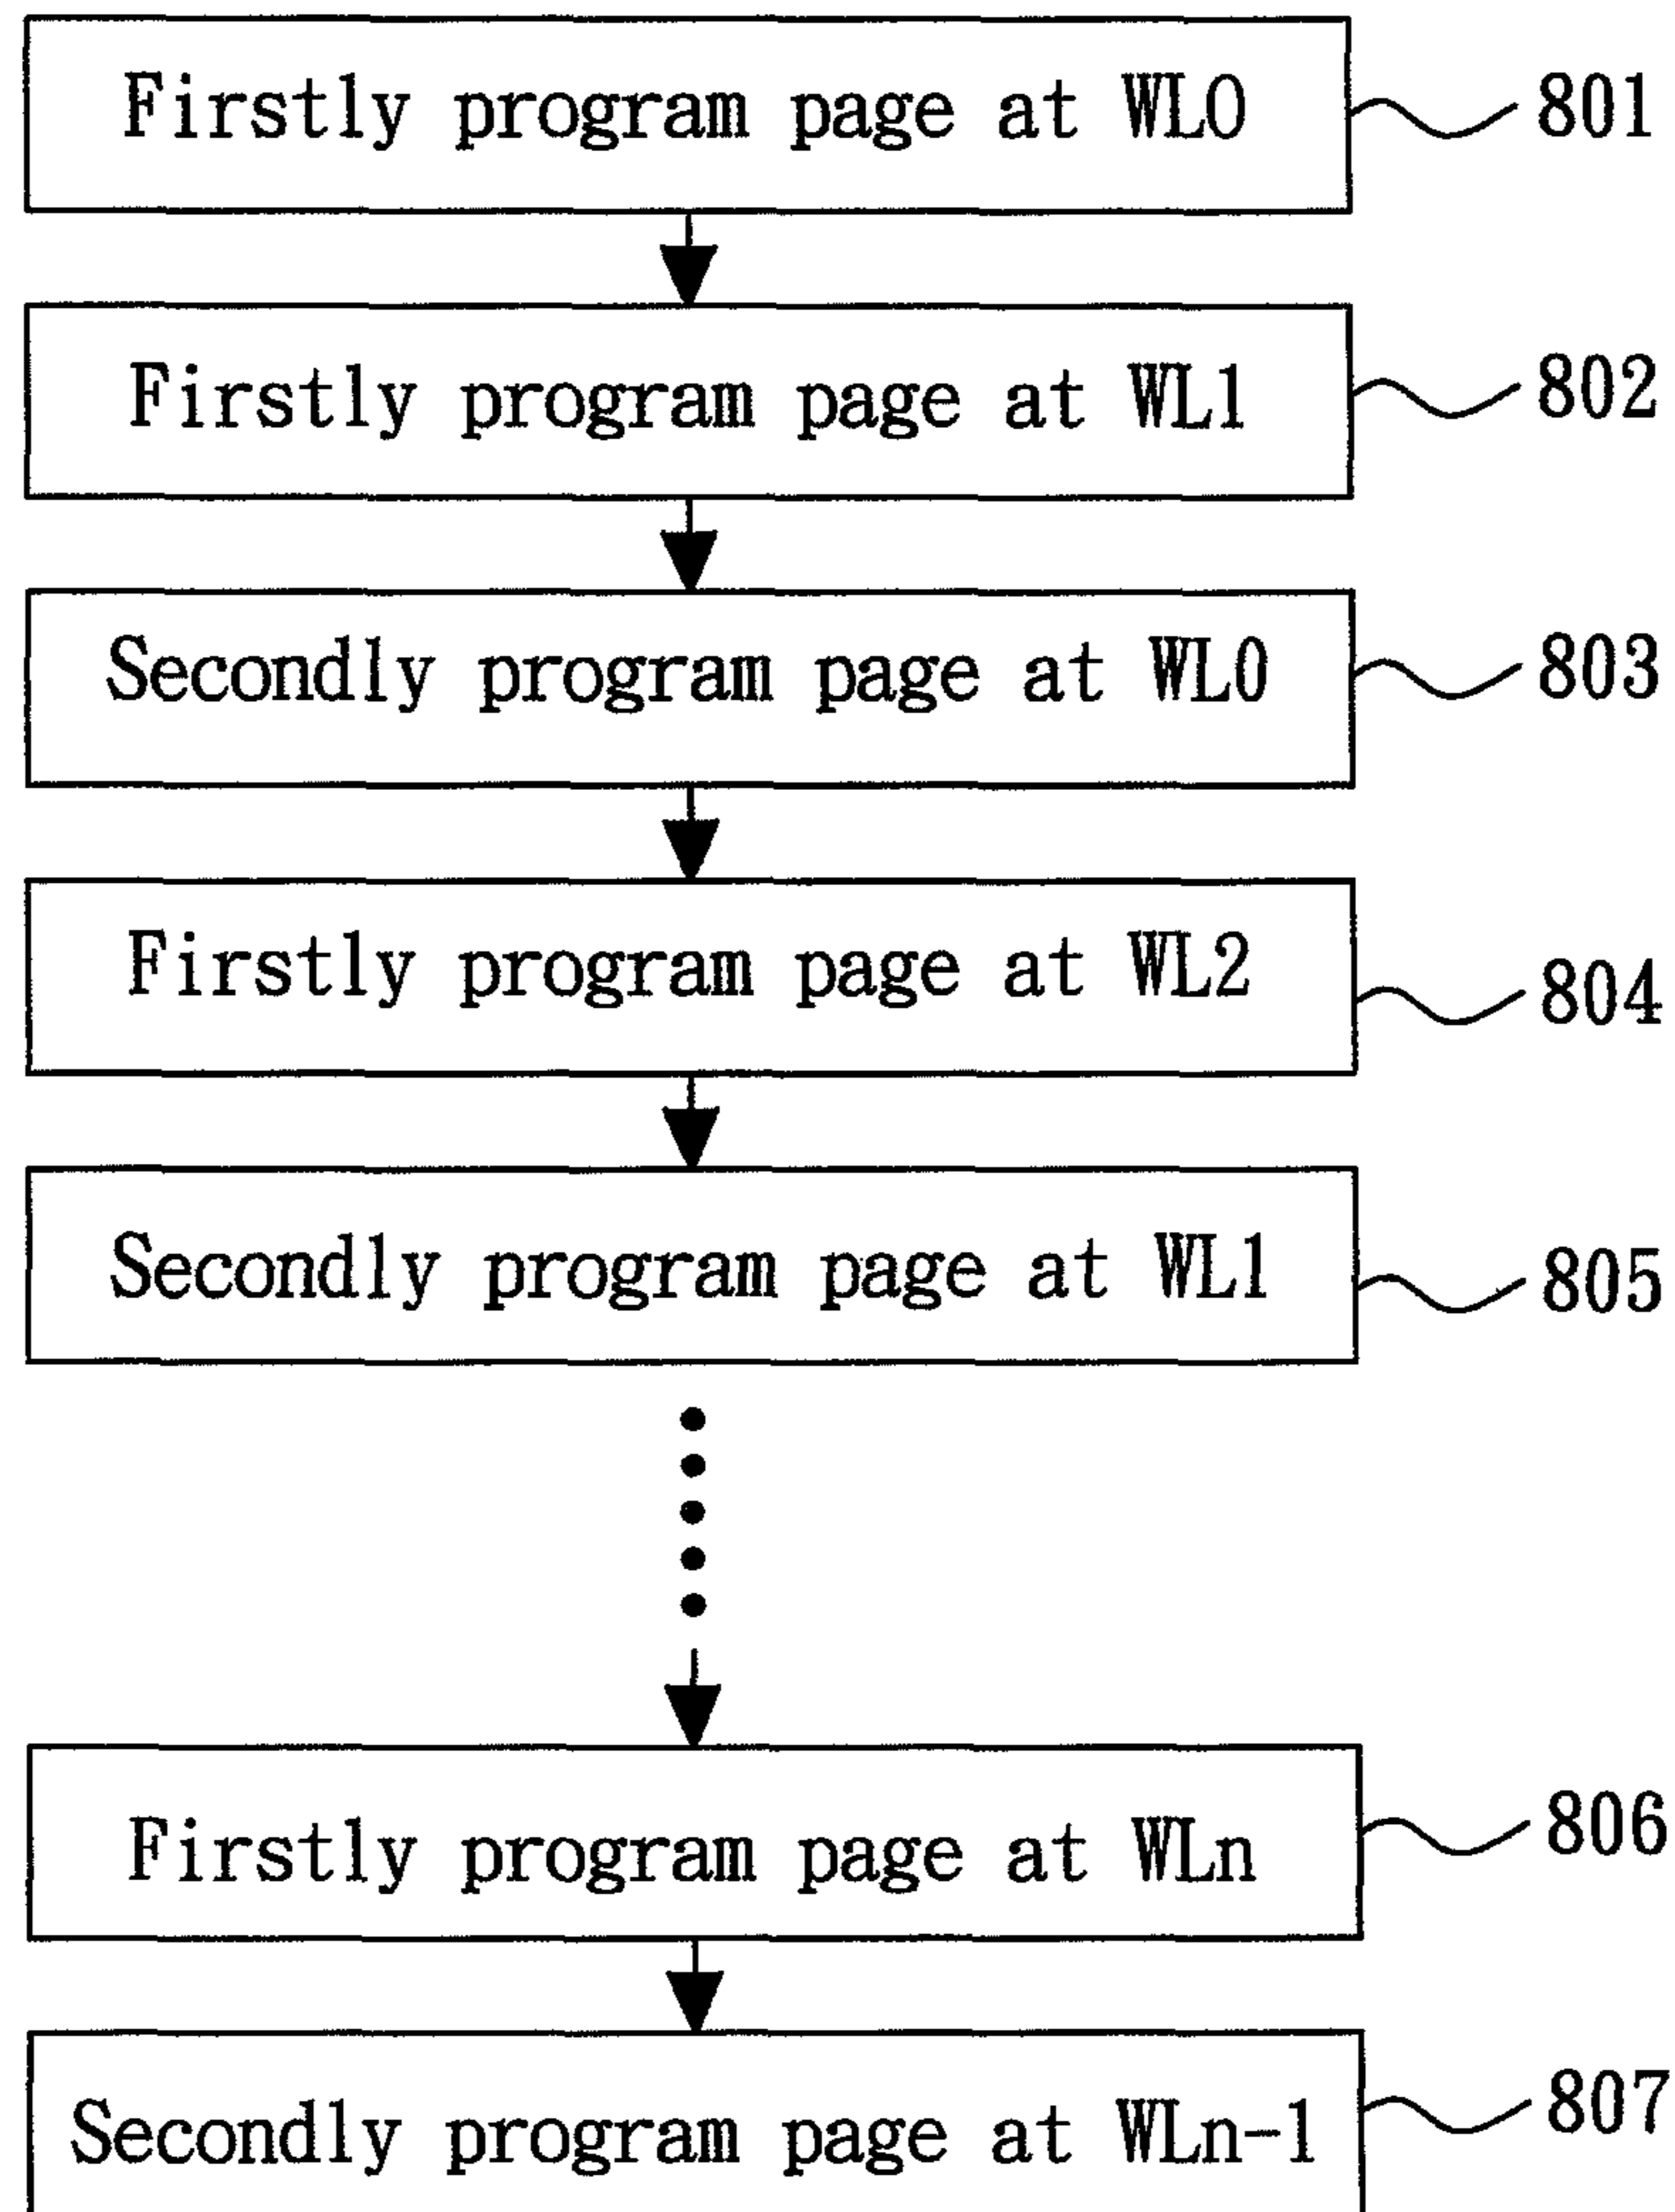 Firstly program page at WL0
801
Firstly program page at WL1
802
Secondly program page at WL0
803
Firstly program page at WL2
804
Secondly program page at WL1
805
Firstly program page at WLn
806
Secondly program page at WLn-1
807